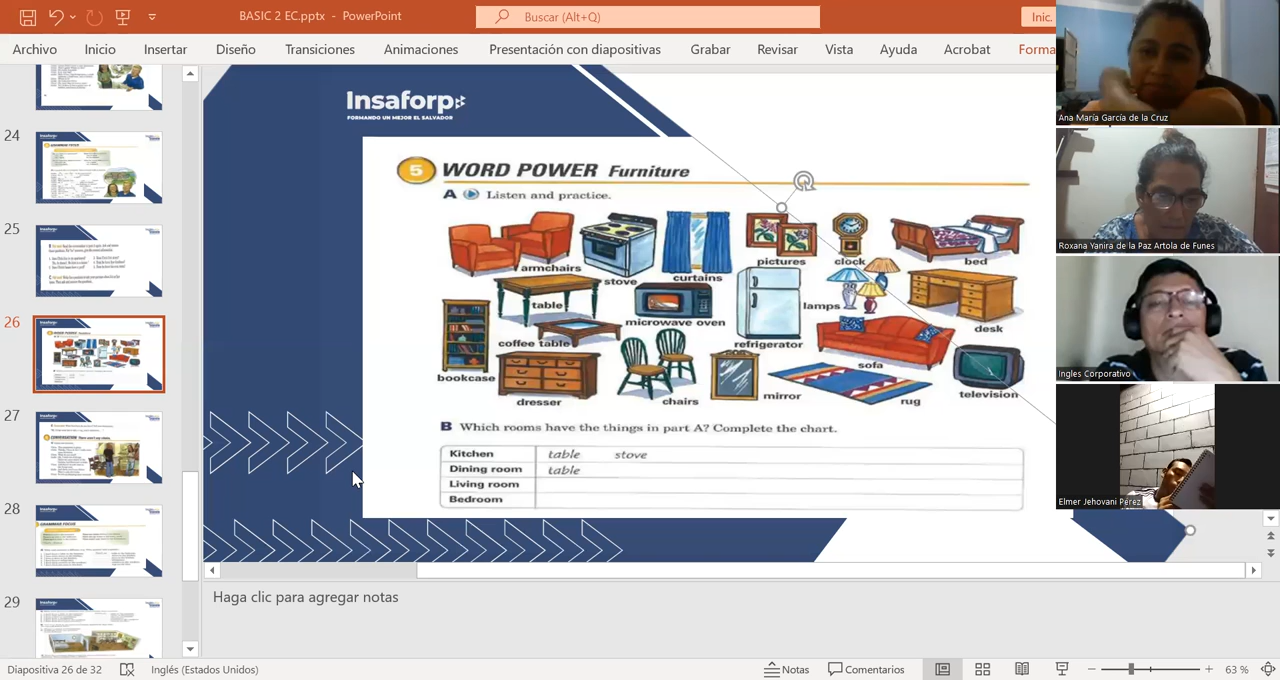 BASIC 2 EC.pptx - PowerPoint
Buscar (Alt+Q)
Inic.
Archivo Inicio Insertar Diseño Transiciones Animaciones Presentación con diapositivas Grabar Revisar Vista Ayuda Acrobat Forma
24
25
26
27
28
29
Insaforp
FORMANDO UN MEJOR EL SALVADOR
5 WORD POWER Furniture
A Listen and practice.
armchairs
stove
curtains
pictures
clock
bed
table
microwave oven
lamps
desk
coffee table
refrigerator
sofa
bookcase
dresser
chairs
mirror
rug
television
B Which rooms have the things in part A? Complete the chart.
Kitchen table stove
Dining room table
Living room
Bedroom
Ana María García de la Cruz
Roxana Yanira de la Paz Artola de Funes
Ingles Corporativo
Elmer Jehovani Pérez
Haga clic para agregar notas
Diapositiva 26 de 32 Inglés (Estados Unidos) Notas Comentarios 63 %